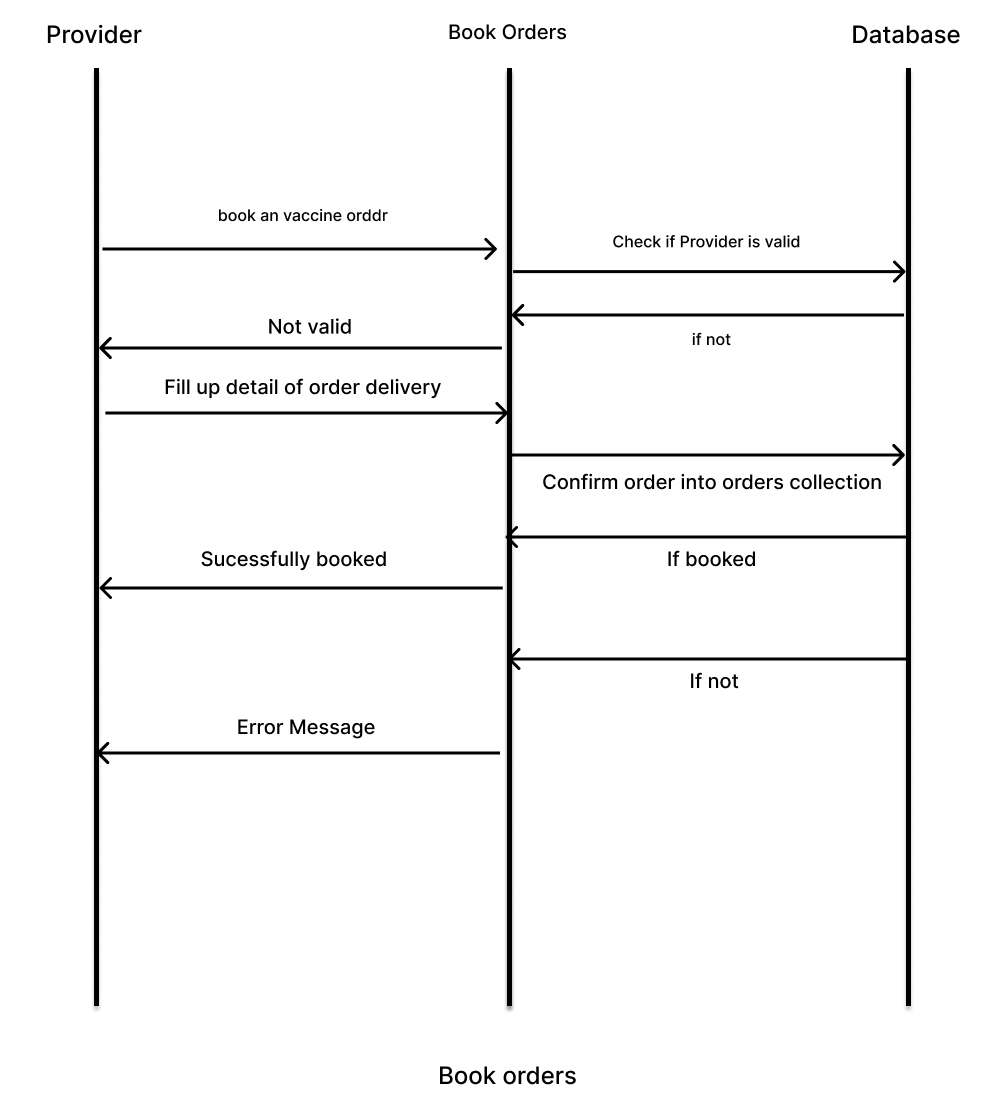 Provider
Book Orders
Database
book an vaccine orddr
Check if Provider is valid
if not
Not valid
Fill up detail of order delivery
Confirm order into orders collection
If booked
Sucessfully booked
If not
Error Message
Book orders